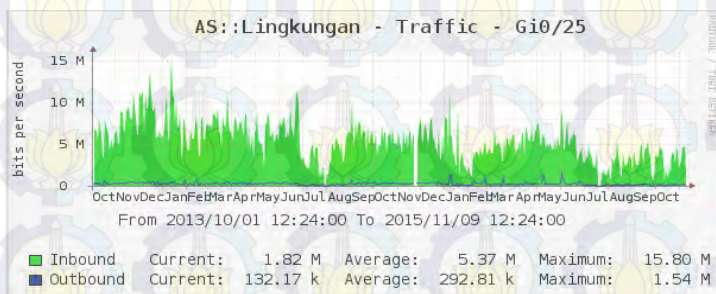 AS::Lingkungan - Traffic - Gi0/25
bits per second
15 M
10 M
5 M
0
Oct Nov Dec Jan Feb Mar Apr May Jun Jul Aug Sep Oct Nov Dec Jan Feb Mar Apr May Jun Jul Aug Sep Oct
From 2013/10/01 12:24:00 To 2015/11/09 12:24:00
Inbound Current: 1.82 M Average: 5.37 M Maximum: 15.80 M
Outbound Current: 132.17 k Average: 292.81 k Maximum: 1.54 M
RRDTOOL / TOBI OETIKER